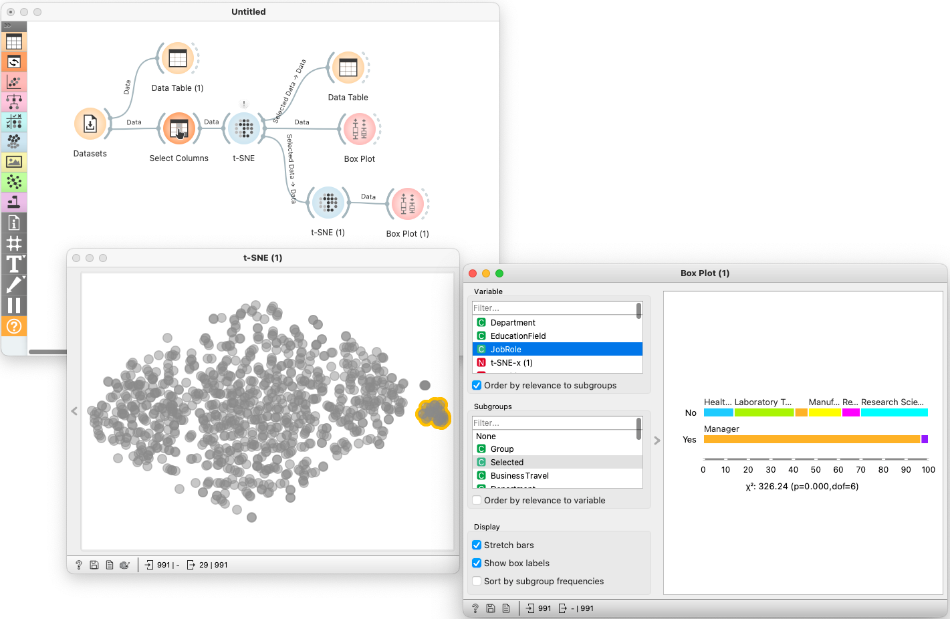 Untitled
Data Table (1)
Data
Selected Data → Data
Data Table
Data
Data
Data
Datasets
Select Columns
t-SNE
Box Plot
Selected Data → Data
Data
t-SNE (1)
Box Plot (1)
t-SNE (1)
991 | -
29 | 991
Box Plot (1)
Variable
Filter...
C Department
C EducationField
C JobRole
N t-SNE-x (1)
Order by relevance to subgroups
Subgroups
Filter...
None
C Group
C Selected
C BusinessTravel
C Department
Order by relevance to variable
Display
Stretch bars
Show box labels
Sort by subgroup frequencies
Healt... Laboratory T... Manuf... Re... Research Scie...
No
Manager
Yes
0 10 20 30 40 50 60 70 80 90 100
χ²: 326.24 (p=0.000,dof=6)
991
- | 991